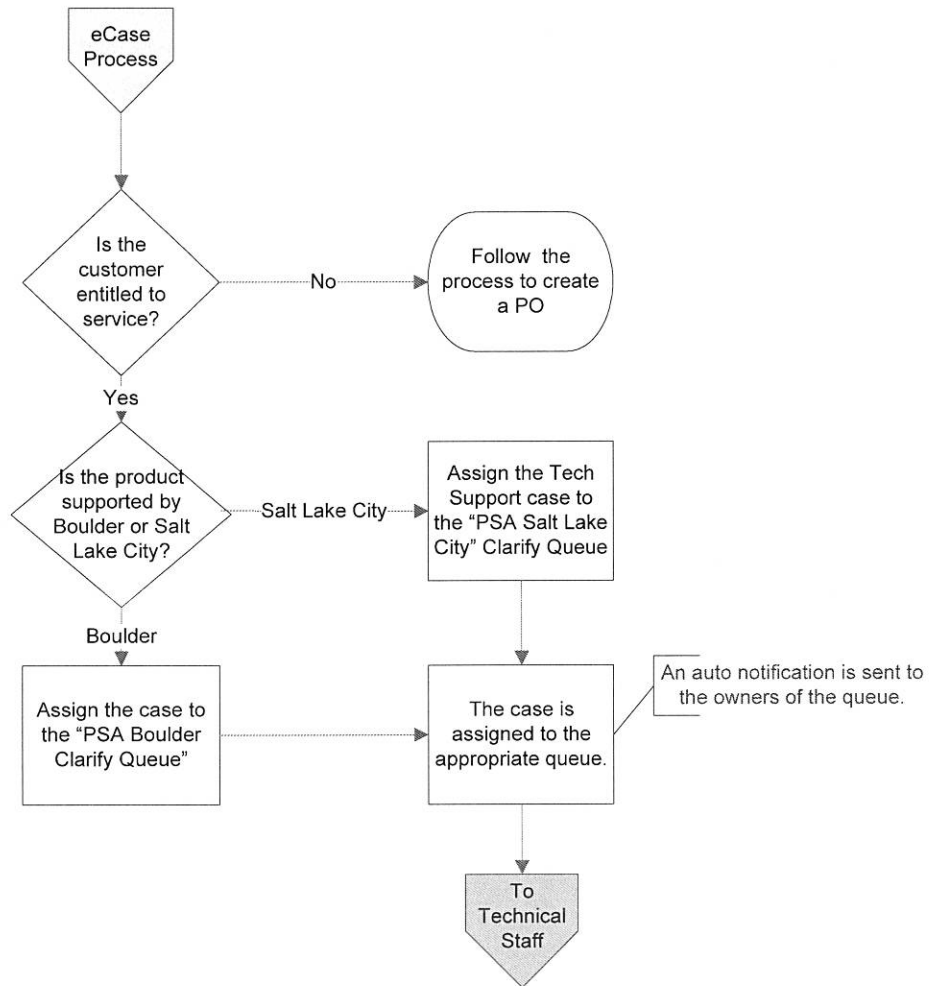 eCase
Process
Is the
customer
entitled to
service?
No
Follow the
process to create
a PO
Yes
Is the product
supported by
Boulder or Salt
Lake City?
Salt Lake City
Assign the Tech
Support case to
the “PSA Salt Lake
City” Clarify Queue
Boulder
Assign the case to
the “PSA Boulder
Clarify Queue”
The case is
assigned to the
appropriate queue.
An auto notification is sent to
the owners of the queue.
To
Technical
Staff